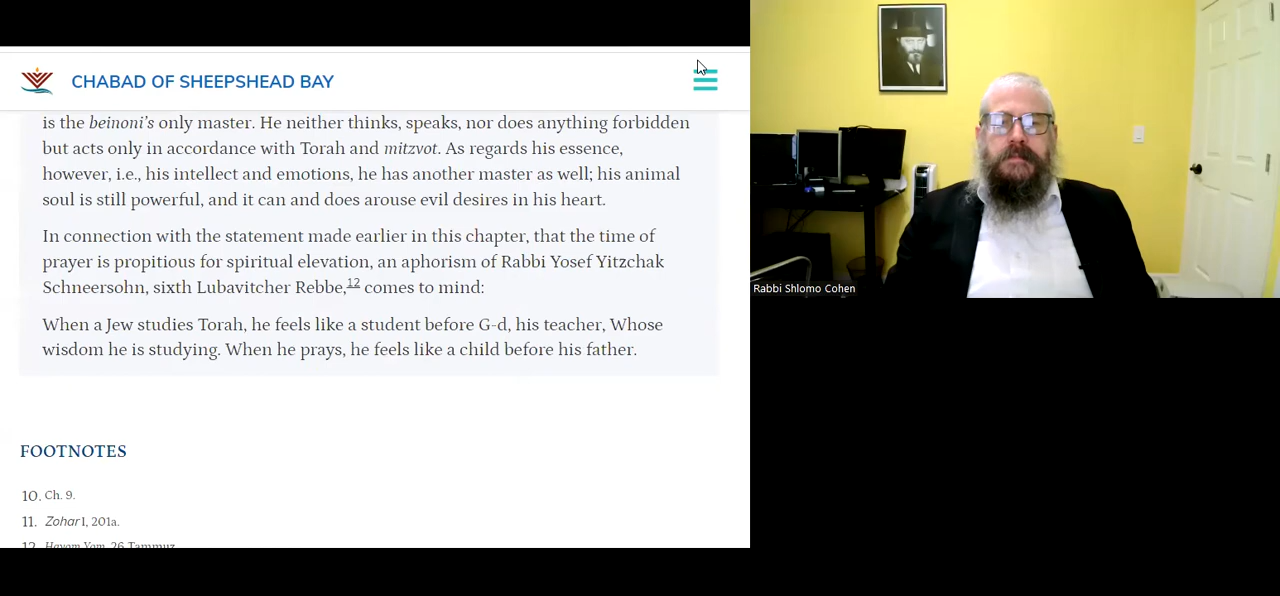 CHABAD OF SHEEPSHEAD BAY
is the beinoni's only master. He neither thinks, speaks, nor does anything forbidden
but acts only in accordance with Torah and mitzvot. As regards his essence,
however, i.e., his intellect and emotions, he has another master as well; his animal
soul is still powerful, and it can and does arouse evil desires in his heart.
In connection with the statement made earlier in this chapter, that the time of
prayer is propitious for spiritual elevation, an aphorism of Rabbi Yosef Yitzchak
Schneersohn, sixth Lubavitcher Rebbe,12 comes to mind:
When a Jew studies Torah, he feels like a student before G-d, his teacher, Whose
wisdom he is studying. When he prays, he feels like a child before his father.
FOOTNOTES
10. Ch. 9.
11. Zohar I, 201a.
12. Hayom Yom, 26 Tammuz.
Rabbi Shlomo Cohen